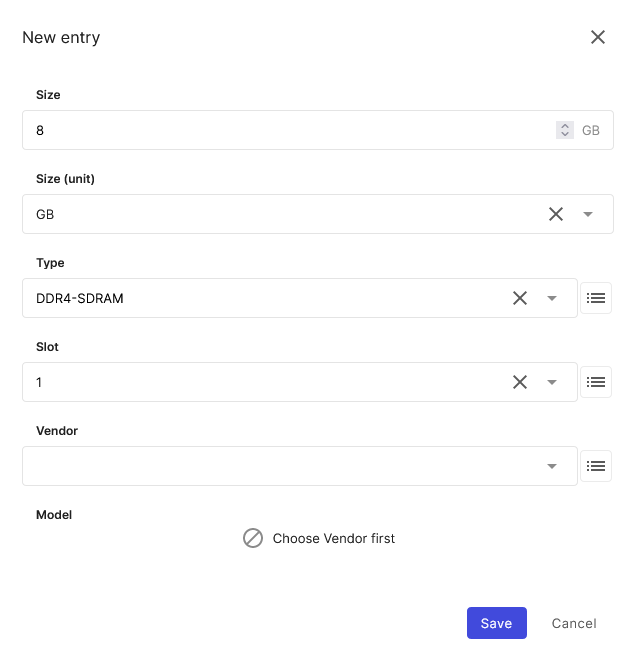 New entry
Size
8 GB
Size (unit)
GB
Type
DDR4-SDRAM
Slot
1
Vendor
Model
Choose Vendor first
Save Cancel